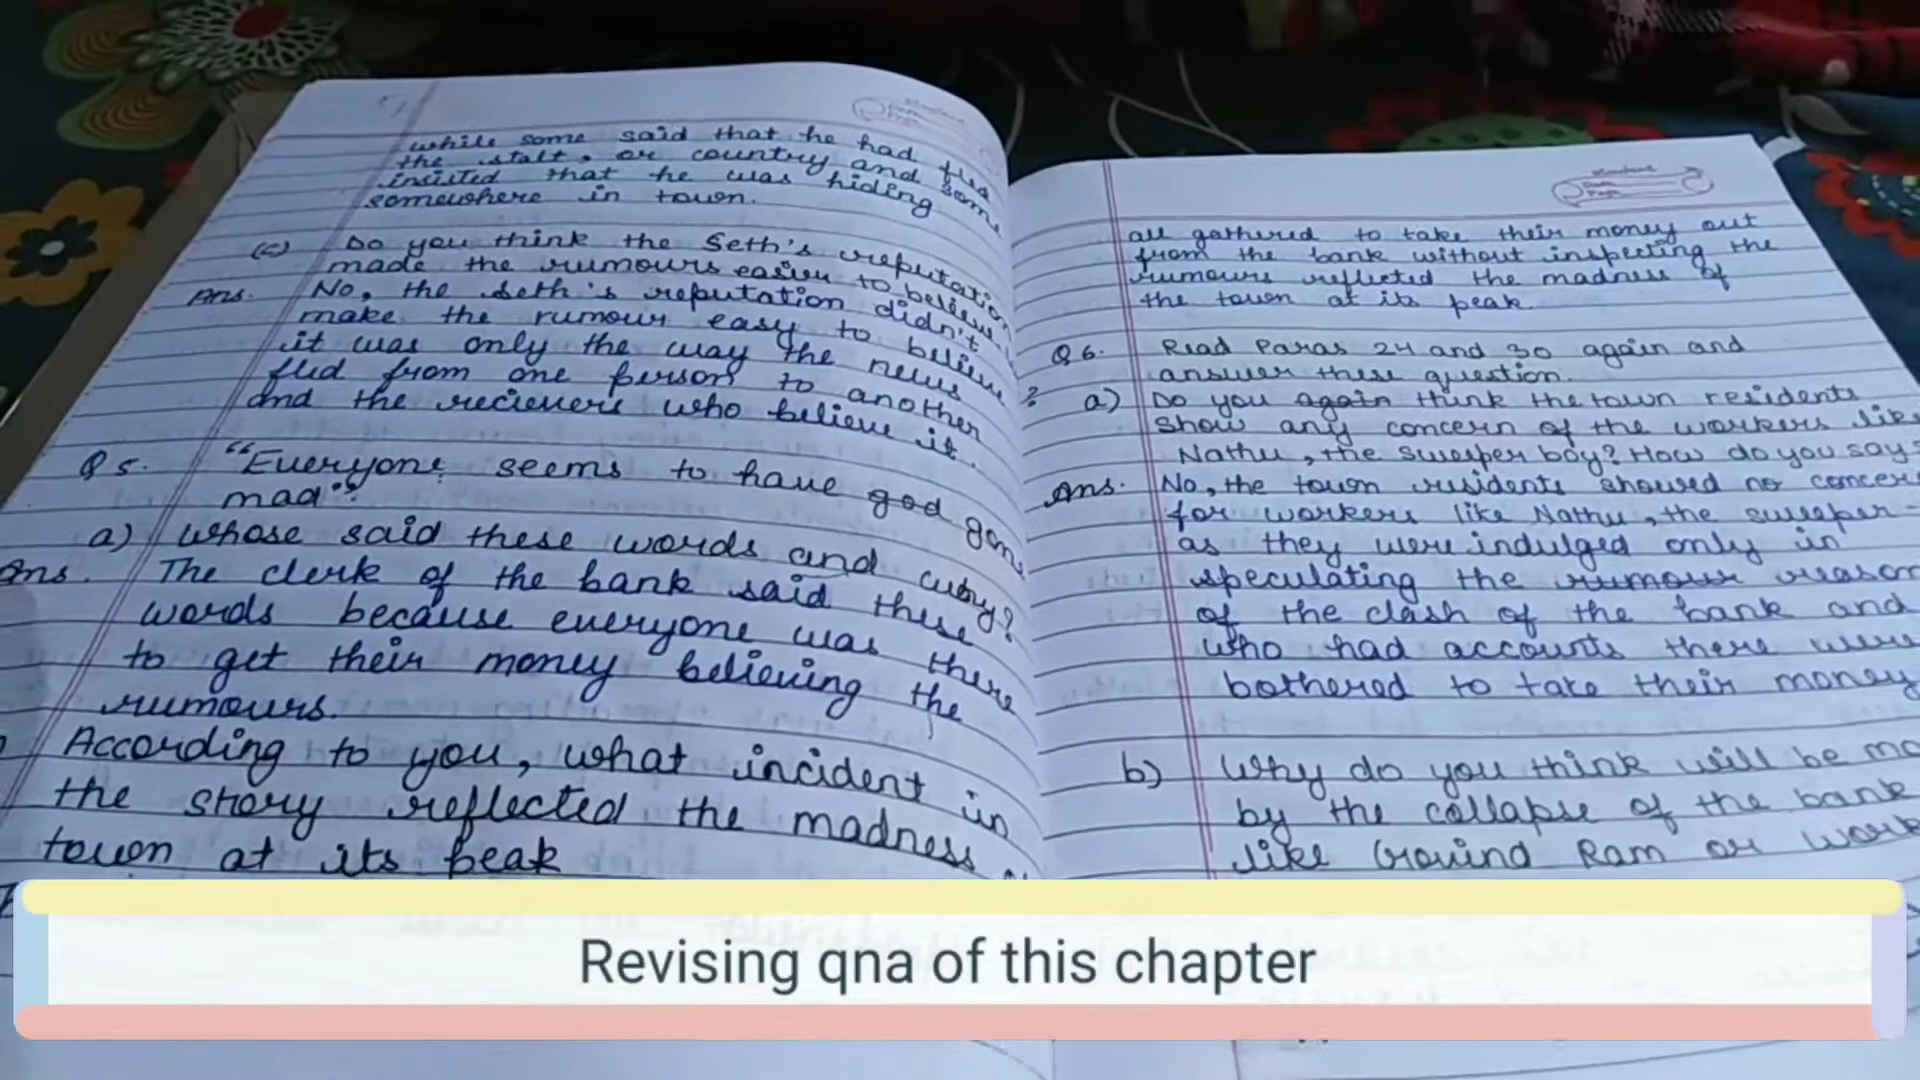 while some said that he had fled
the statt, or country and some
insisted that he was hiding
somewhere in town.
(c) Do you think the Seth's reputation
made the rumours easier to believe.
Ans. No, the seth's reputation didn't
make the rumour easy to believe
it was only the way the news
fled from one person to another
and the recievers who believe it.
Q 5. "Everyone seems to have god gone
mad".
a) whose said these words and why?
Ans. The clerk of the bank said these
words because everyone was there
to get their money believing the
rumours.
According to you, what incident in
the story reflected the madness
town at its peak
all gathered to take their money out
from the bank without inspecting the
rumours reflected the madness of
the town at its peak.
Q 6. Read Paras 24 and 30 again and
answer these question.
a) Do you again think the town residents
show any concern of the workers like
Nathu, the sweeper boy? How do you say?
Ans. No, the town residents showed no concer
for workers like Nathu, the sweeper-
as they were indulged only in
speculating the rumour reason
of the clash of the bank and
who had accounts there were
bothered to take their money
b) Why do you think will be mo
by the collapse of the bank
like Govind Ram or work
Revising qna of this chapter